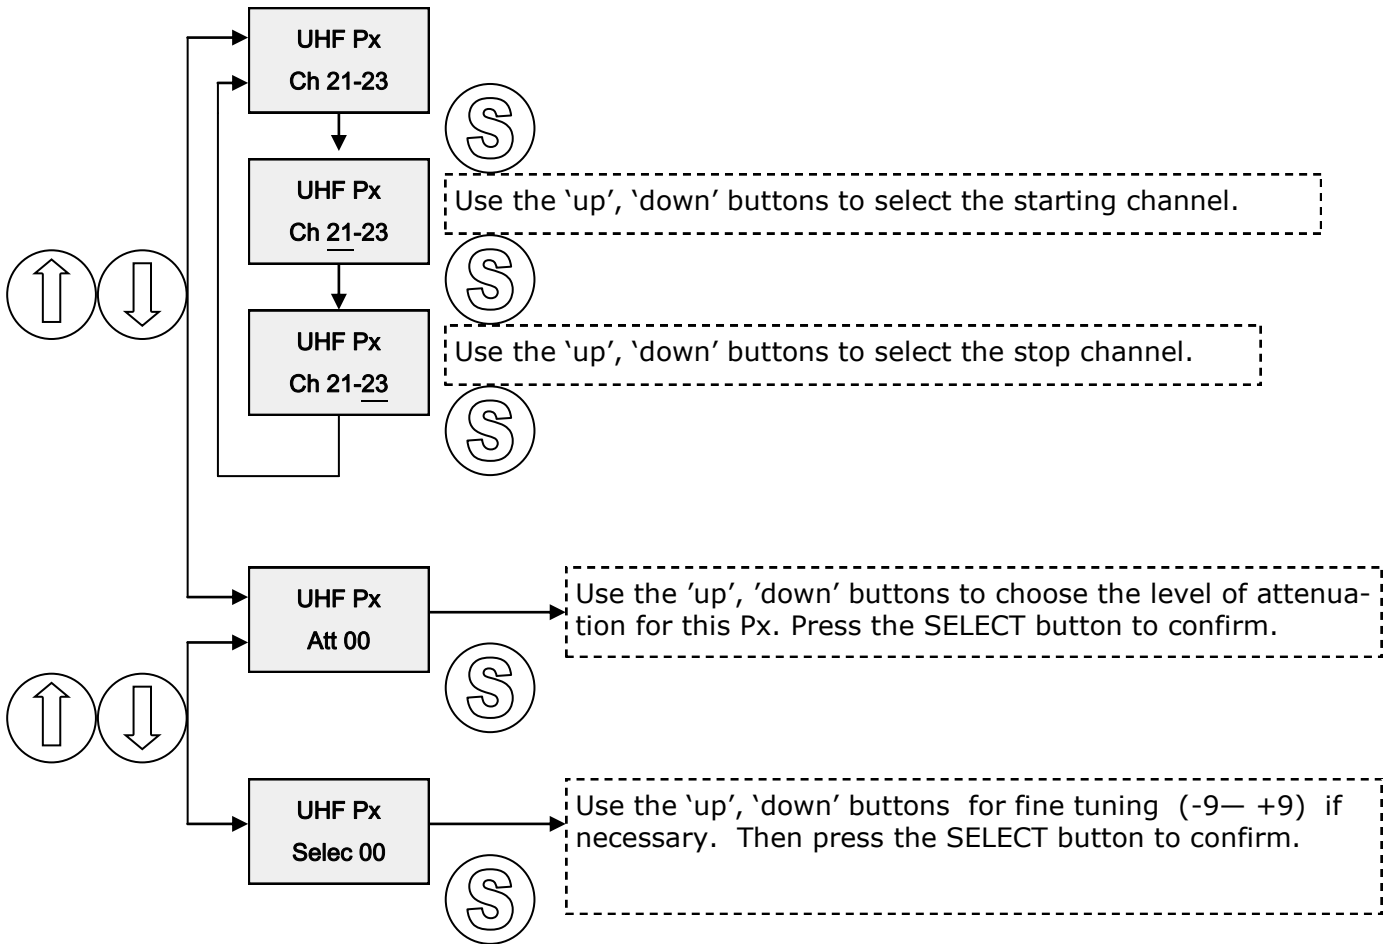 UHF Px
Ch 21-23
S
UHF Px
Ch 21-23
Use the ‘up’, ‘down’ buttons to select the starting channel.
S
UHF Px
Ch 21-23
Use the ‘up’, ‘down’ buttons to select the stop channel.
S
UHF Px
Att 00
Use the ’up’, ’down’ buttons to choose the level of attenua-
tion for this Px. Press the SELECT button to confirm.
S
UHF Px
Selec 00
Use the ‘up’, ‘down’ buttons  for fine tuning  (-9— +9)  if
necessary.  Then press the SELECT button to confirm.
S